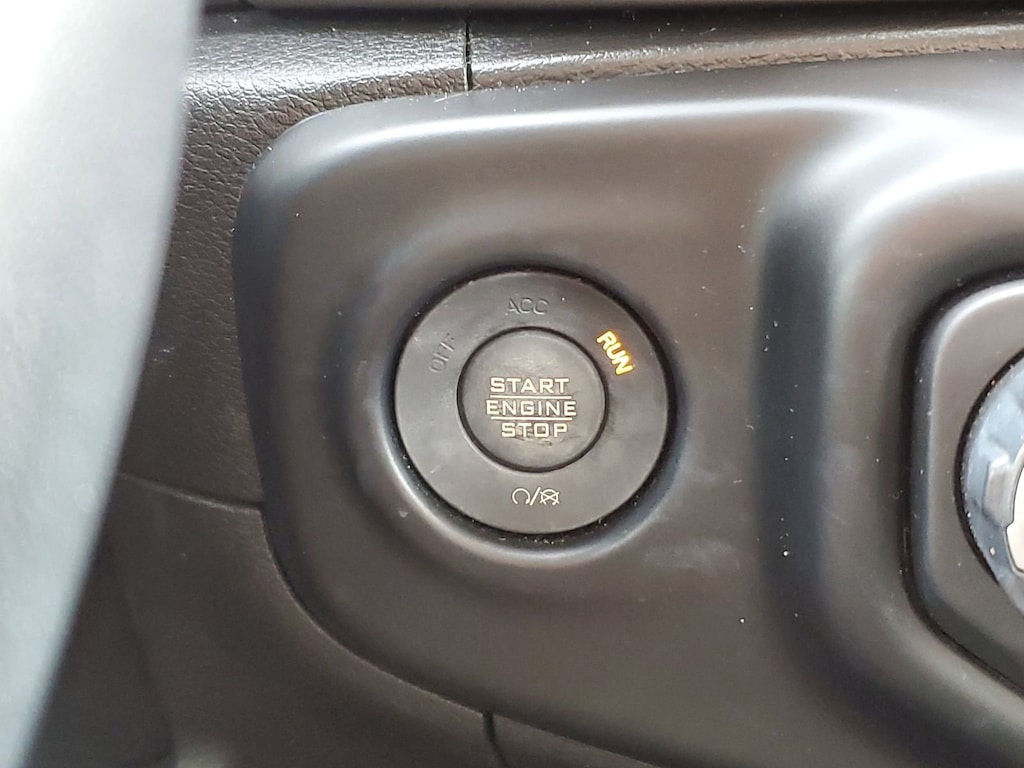 ACC
OFF
RUN
START
ENGINE
STOP